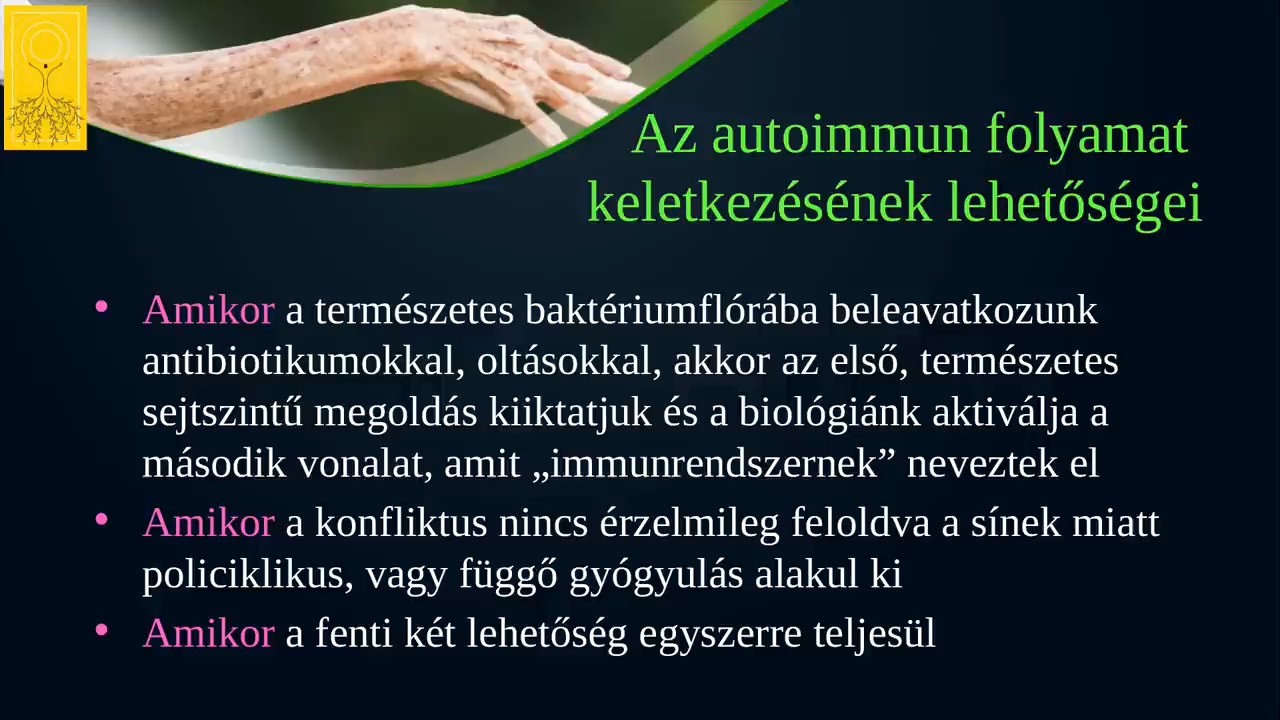 Az autoimmun folyamat
keletkezésének lehetőségei
• Amikor a természetes baktériumflórába beleavatkozunk
antibiotikumokkal, oltásokkal, akkor az első, természetes
sejtszintű megoldás kiiktatjuk és a biológiánk aktiválja a
második vonalat, amit „immunrendszernek” neveztek el
• Amikor a konfliktus nincs érzelmileg feloldva a sínek miatt
policiklikus, vagy függő gyógyulás alakul ki
• Amikor a fenti két lehetőség egyszerre teljesül